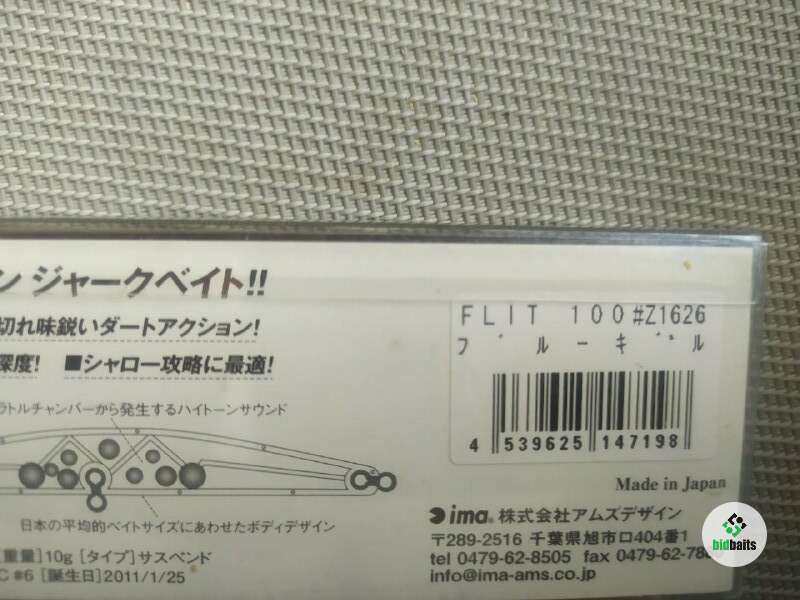 ン ジャークベイト!!
切れ味鋭いダートアクション!
深度! ■シャロー攻略に最適!
ラトルチャンバーから発生するハイトーンサウンド
日本の平均的ベイトサイズにあわせたボディデザイン
重量]10g [タイプ]サスペンド
C #6 [誕生日]2011/1/25
FLIT 100#Z1626
ブルーギル
4 539625 147198
Made in Japan
ima 株式会社アムズデザイン
〒289-2516 千葉県旭市ロ404番1
tel 0479-62-8505 fax 0479-62-78
info@ima-ams.co.jp
bidbaits